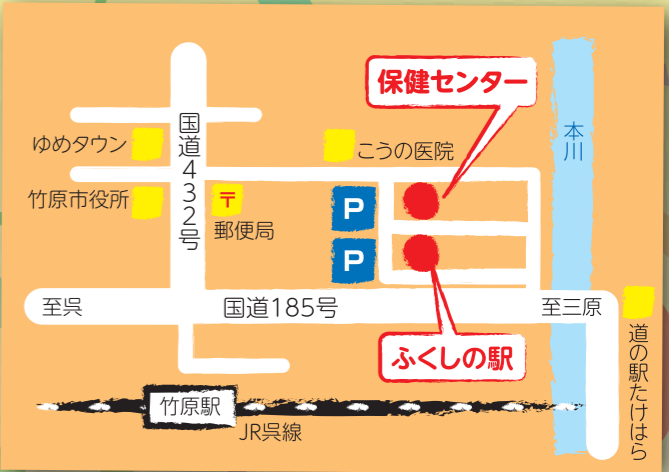 保健センター
本川
国道432号
ゆめタウン
こうの医院
竹原市役所
〒
郵便局
P
P
至呉
国道185号
至三原
道の駅たけはら
ふくしの駅
竹原駅
JR呉線